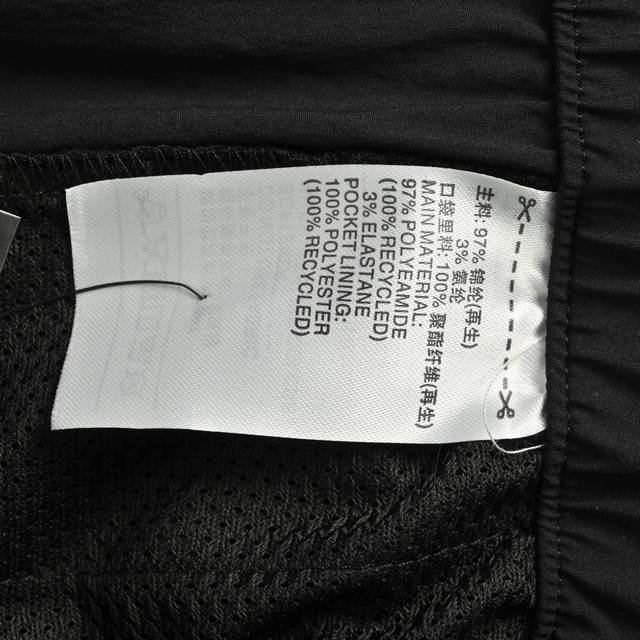 主料: 97% 锦纶(再生)
3% 氨纶
口袋里料: 100% 聚酯纤维(再生)
MAIN MATERIAL:
97% POLYEAMIDE
(100% RECYCLED)
3% ELASTANE
POCKET LINING:
100% POLYESTER
(100% RECYCLED)